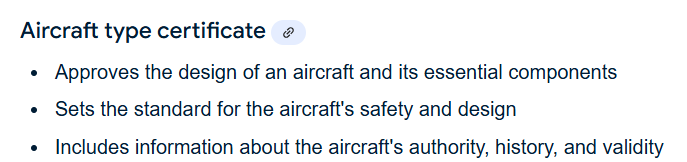 Aircraft type certificate
• Approves the design of an aircraft and its essential components
• Sets the standard for the aircraft's safety and design
• Includes information about the aircraft's authority, history, and validity